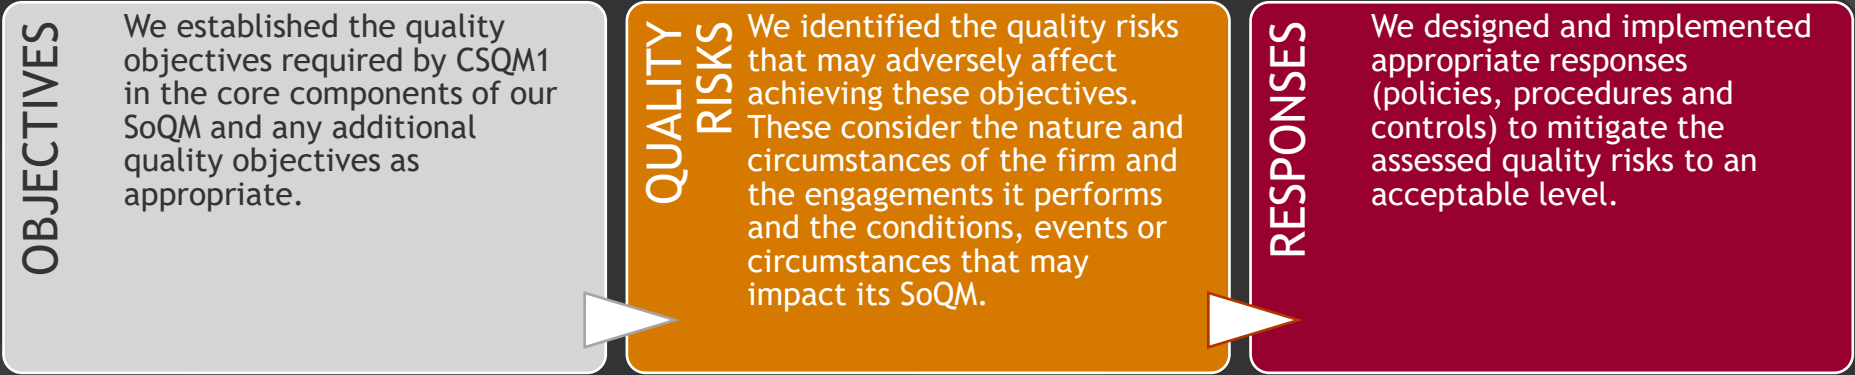 OBJECTIVES
We established the quality
objectives required by CSQM1
in the core components of our
SoQM and any additional
quality objectives as
appropriate.
QUALITY
RISKS
We identified the quality risks
that may adversely affect
achieving these objectives.
These consider the nature and
circumstances of the firm and
the engagements it performs
and the conditions, events or
circumstances that may
impact its SoQM.
RESPONSES
We designed and implemented
appropriate responses
(policies, procedures and
controls) to mitigate the
assessed quality risks to an
acceptable level.